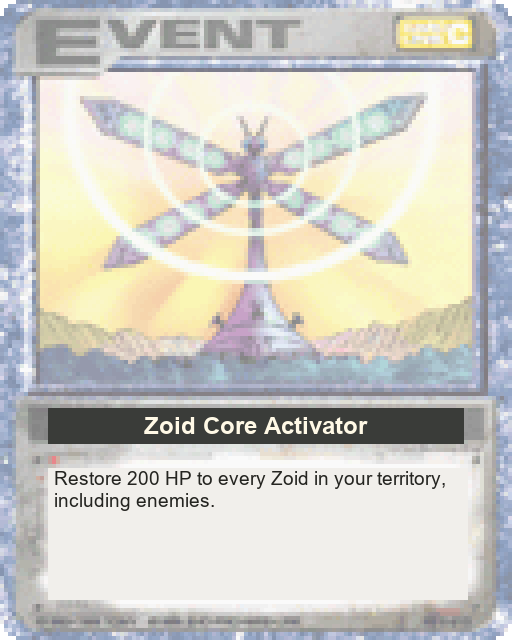 EVENT
C
Zoid Core Activator
Restore 200 HP to every Zoid in your territory,
including enemies.